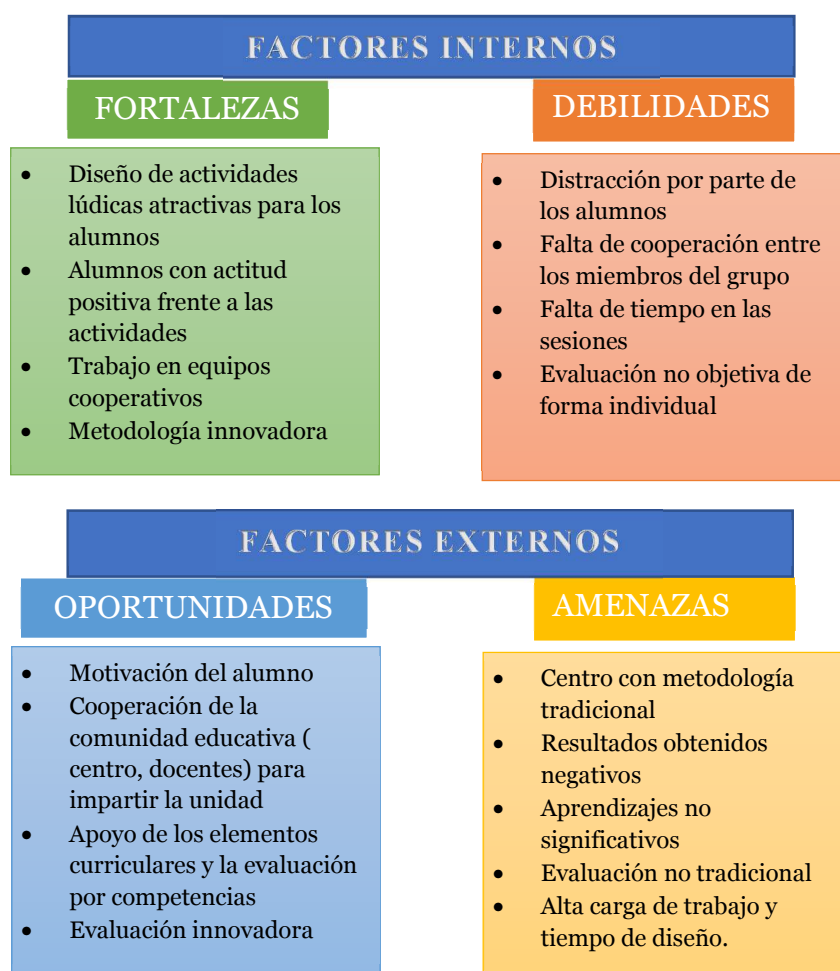 FACTORES INTERNOS
FORTALEZAS
• Diseño de actividades
lúdicas atractivas para los
alumnos
• Alumnos con actitud
positiva frente a las
actividades
• Trabajo en equipos
cooperativos
• Metodología innovadora
DEBILIDADES
• Distracción por parte de
los alumnos
• Falta de cooperación entre
los miembros del grupo
• Falta de tiempo en las
sesiones
• Evaluación no objetiva de
forma individual
FACTORES EXTERNOS
OPORTUNIDADES
• Motivación del alumno
• Cooperación de la
comunidad educativa (
centro, docentes) para
impartir la unidad
• Apoyo de los elementos
curriculares y la evaluación
por competencias
• Evaluación innovadora
AMENAZAS
• Centro con metodología
tradicional
• Resultados obtenidos
negativos
• Aprendizajes no
significativos
• Evaluación no tradicional
• Alta carga de trabajo y
tiempo de diseño.